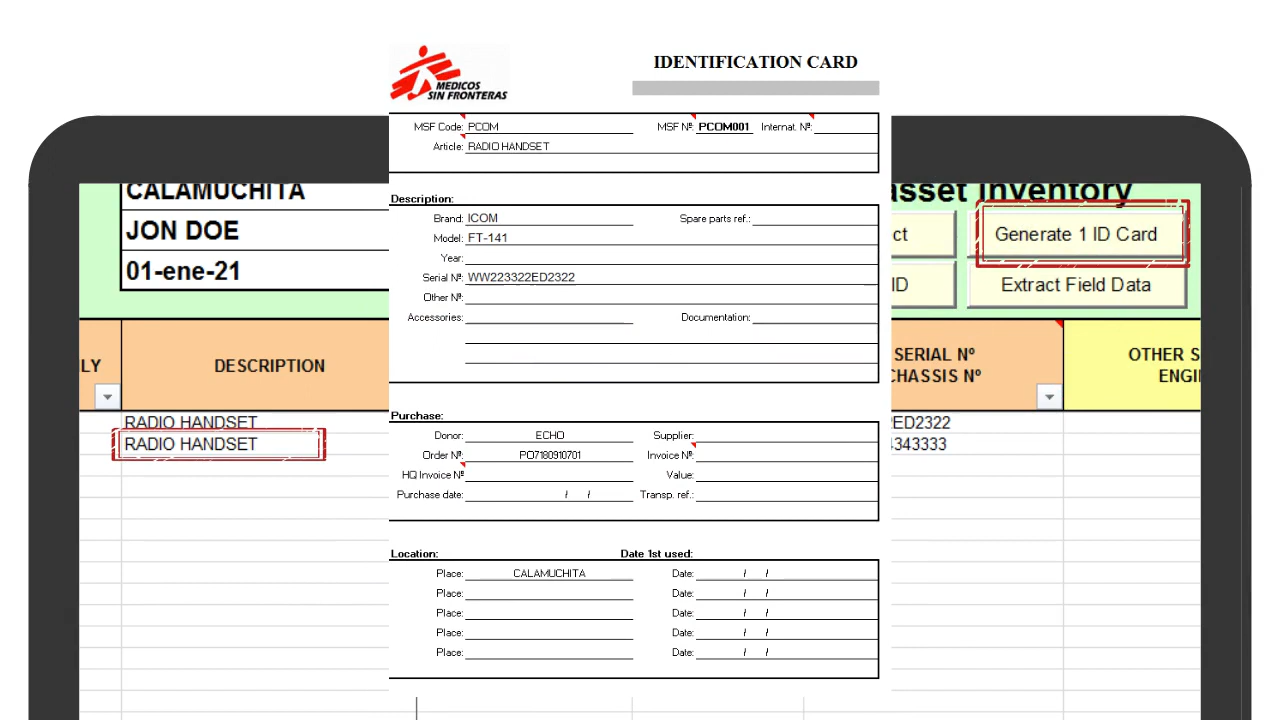 MEDICOS
SIN FRONTERAS
IDENTIFICATION CARD
MSF Code: PCOM MSF Nº: PCOM001 Internat. Nº:
Article: RADIO HANDSET
CALAMUCHITA
JON DOE
01-ene-21
asset Inventory
ct Generate 1 ID Card
ID Extract Field Data
Description:
Brand: ICOM Spare parts ref.:
Model: FT-141
Year:
Serial Nº: WW223322ED2322
Other Nº:
Accessories: Documentation:
LY DESCRIPTION
SERIAL Nº
CHASSIS Nº
OTHER S
ENGI
RADIO HANDSET ED2322
RADIO HANDSET 4343333
Purchase:
Donor: ECHO Supplier:
Order Nº: PO7180910701 Invoice Nº:
HQ Invoice Nº Value:
Purchase date: / / Transp. ref.:
Location: Date 1st used:
Place: CALAMUCHITA Date: / /
Place: Date: / /
Place: Date: / /
Place: Date: / /
Place: Date: / /